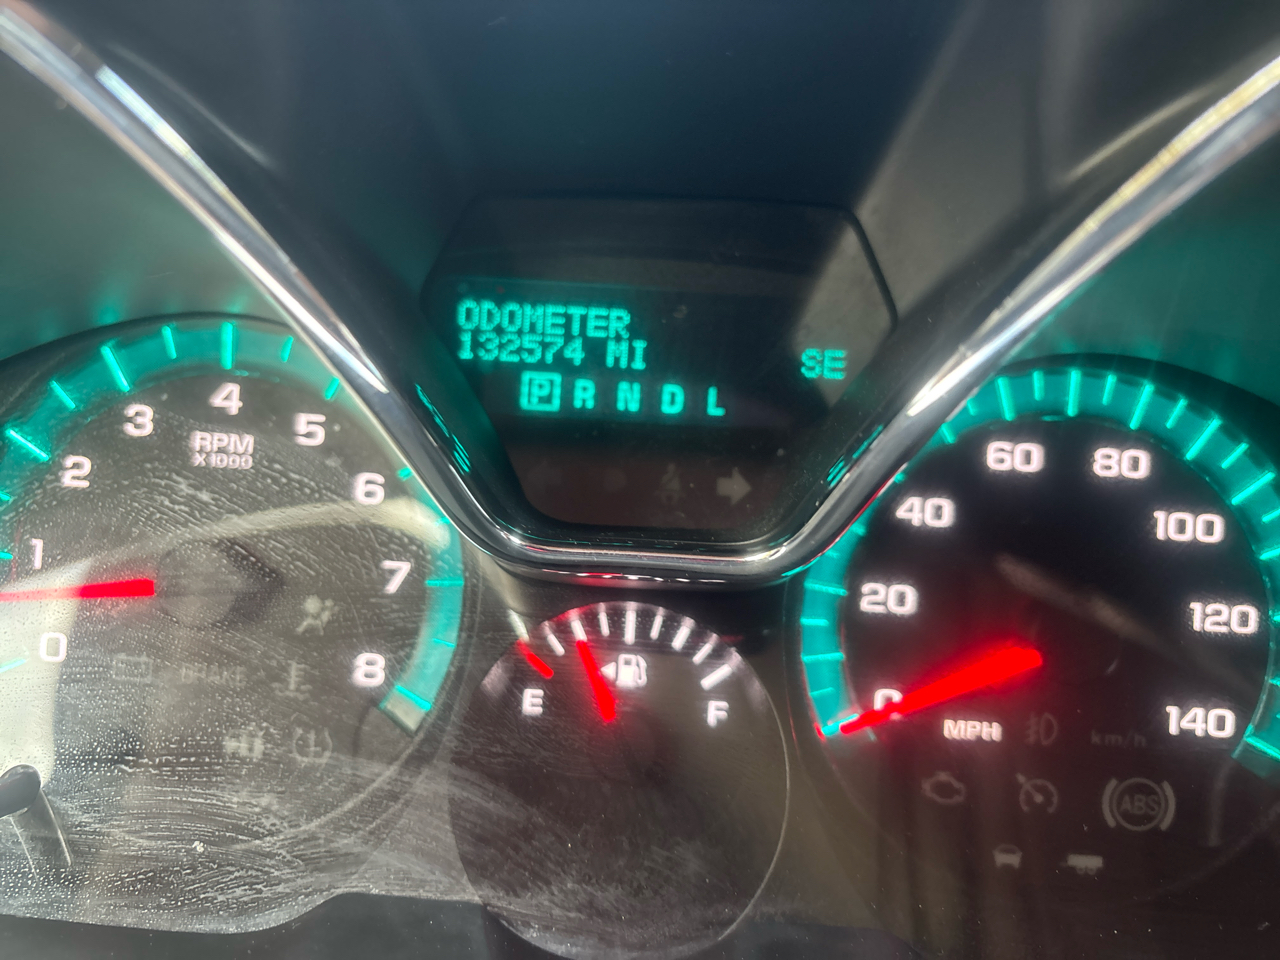 ODOMETER
132574 MI
SE
P R N D L
0
1
2
3
4
5
6
7
8
RPM
X1000
BRAKE
E
F
0
20
40
60
80
100
120
140
MPH
km/h
ABS